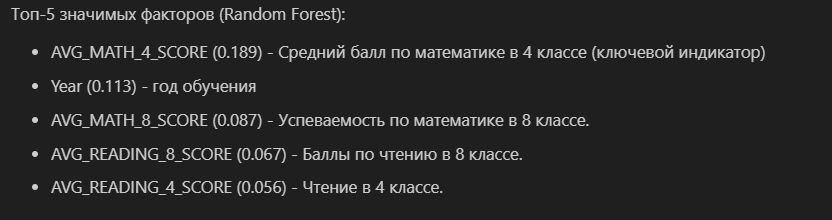 Топ-5 значимых факторов (Random Forest):
• AVG_MATH_4_SCORE (0.189) - Средний балл по математике в 4 классе (ключевой индикатор)
• Year (0.113) - год обучения
• AVG_MATH_8_SCORE (0.087) - Успеваемость по математике в 8 классе.
• AVG_READING_8_SCORE (0.067) - Баллы по чтению в 8 классе.
• AVG_READING_4_SCORE (0.056) - Чтение в 4 классе.